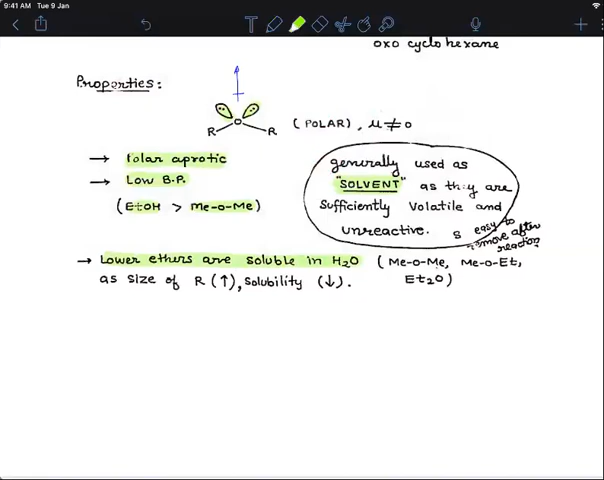 9:41 AM Tue 9 Jan
oxo cyclohexane
Properties:
R O R (POLAR), μ≠0
→ Polar aprotic
→ Low B.P.
(EtOH > Me-O-Me)
generally used as
"SOLVENT" as they are
sufficiently volatile and
unreactive.
easy to
move after
reaction
→ Lower ethers are soluble in H2O (Me-O-Me, Me-O-Et,
as size of R (↑), solubility (↓). Et2O)